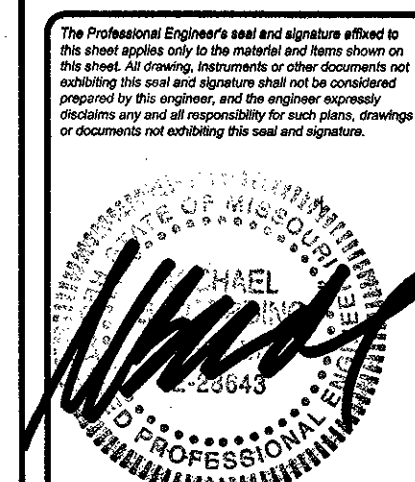 The Professional Engineer's seal and signature affixed to
this sheet applies only to the material and items shown on
this sheet. All drawing, instruments or other documents not
exhibiting this seal and signature shall not be considered
prepared by this engineer, and the engineer expressly
disclaims any and all responsibility for such plans, drawings
or documents not exhibiting this seal and signature.
STATE OF MISSOURI
28643
PROFESSIONAL ENGINEER